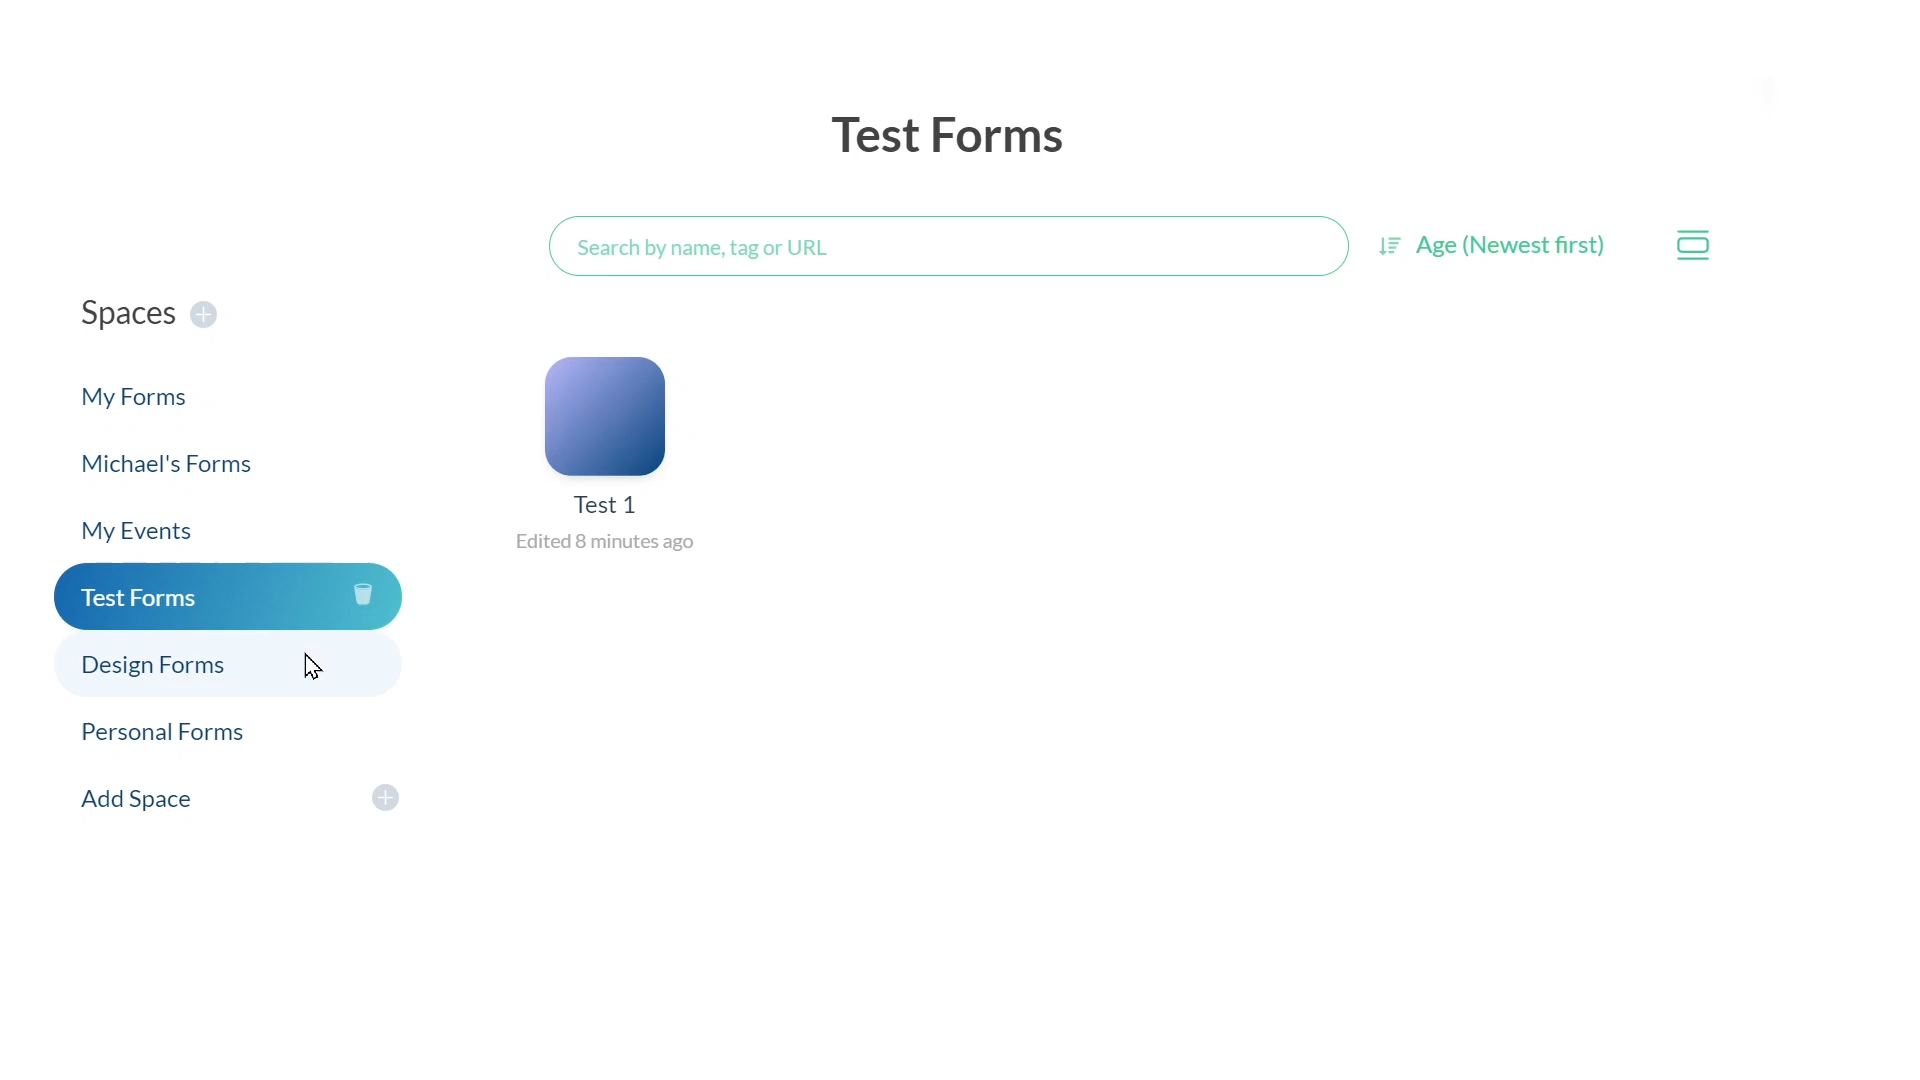 Test Forms
Search by name, tag or URL
Age (Newest first)
Spaces
My Forms
Michael's Forms
My Events
Test Forms
Design Forms
Personal Forms
Add Space
Test 1
Edited 8 minutes ago